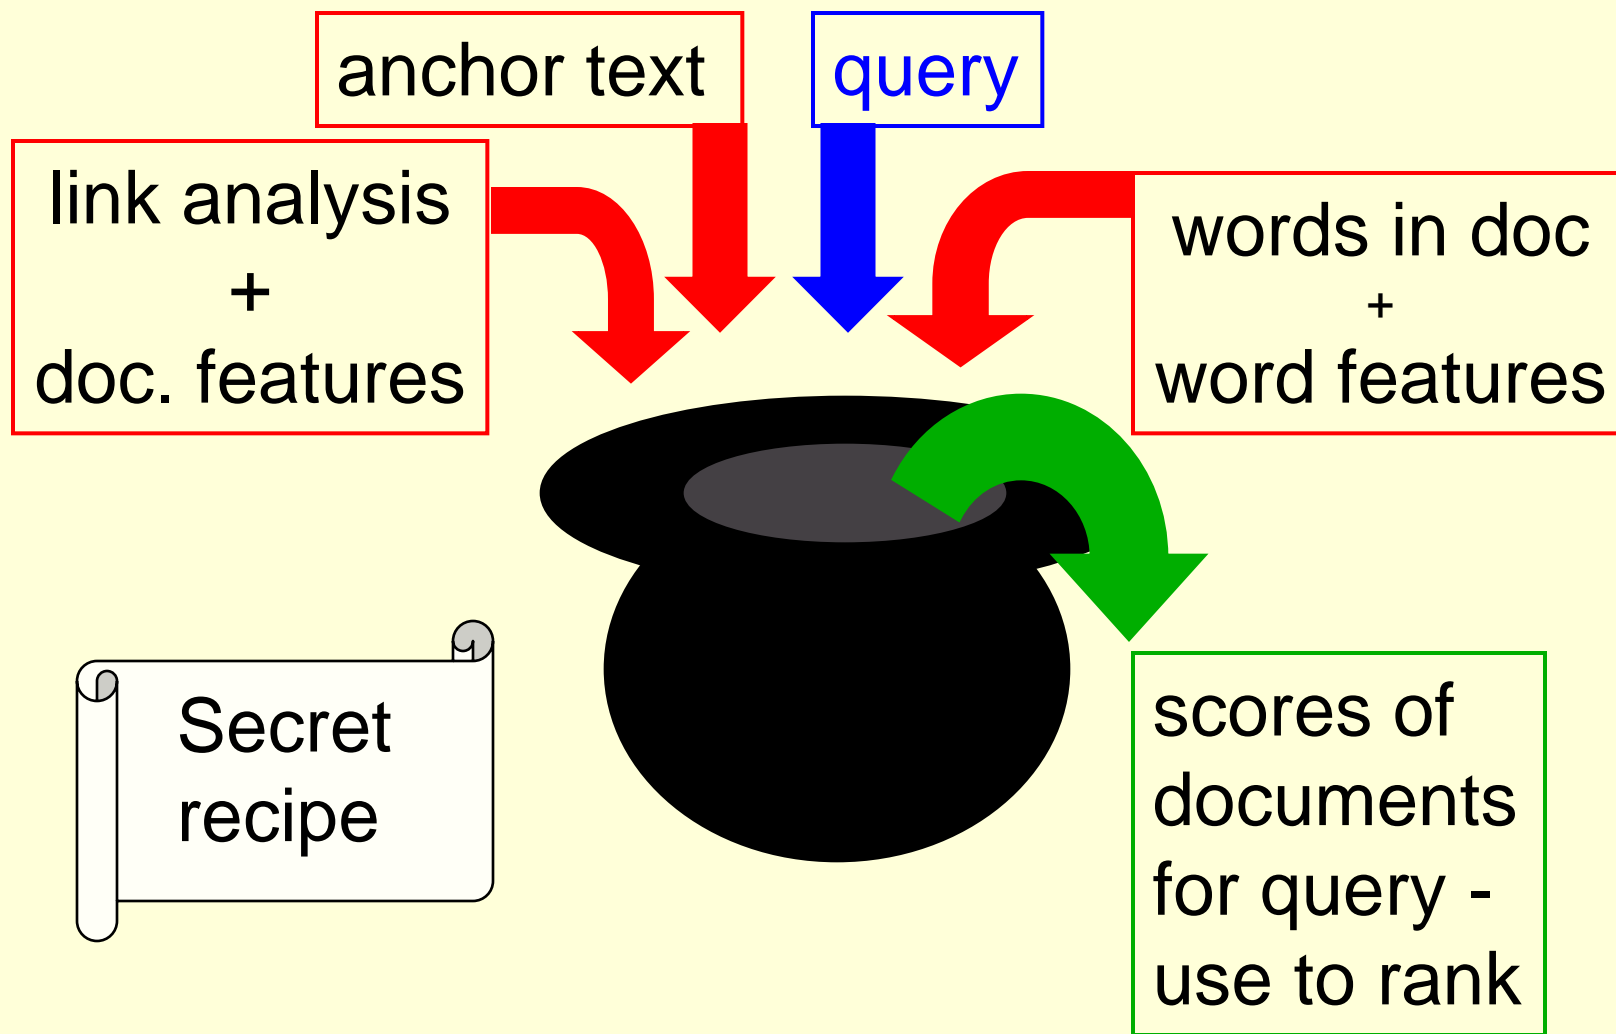 anchor text
query
link analysis
+
doc. features
words in doc
+
word features
Secret
recipe
scores of
documents
for query -
use to rank